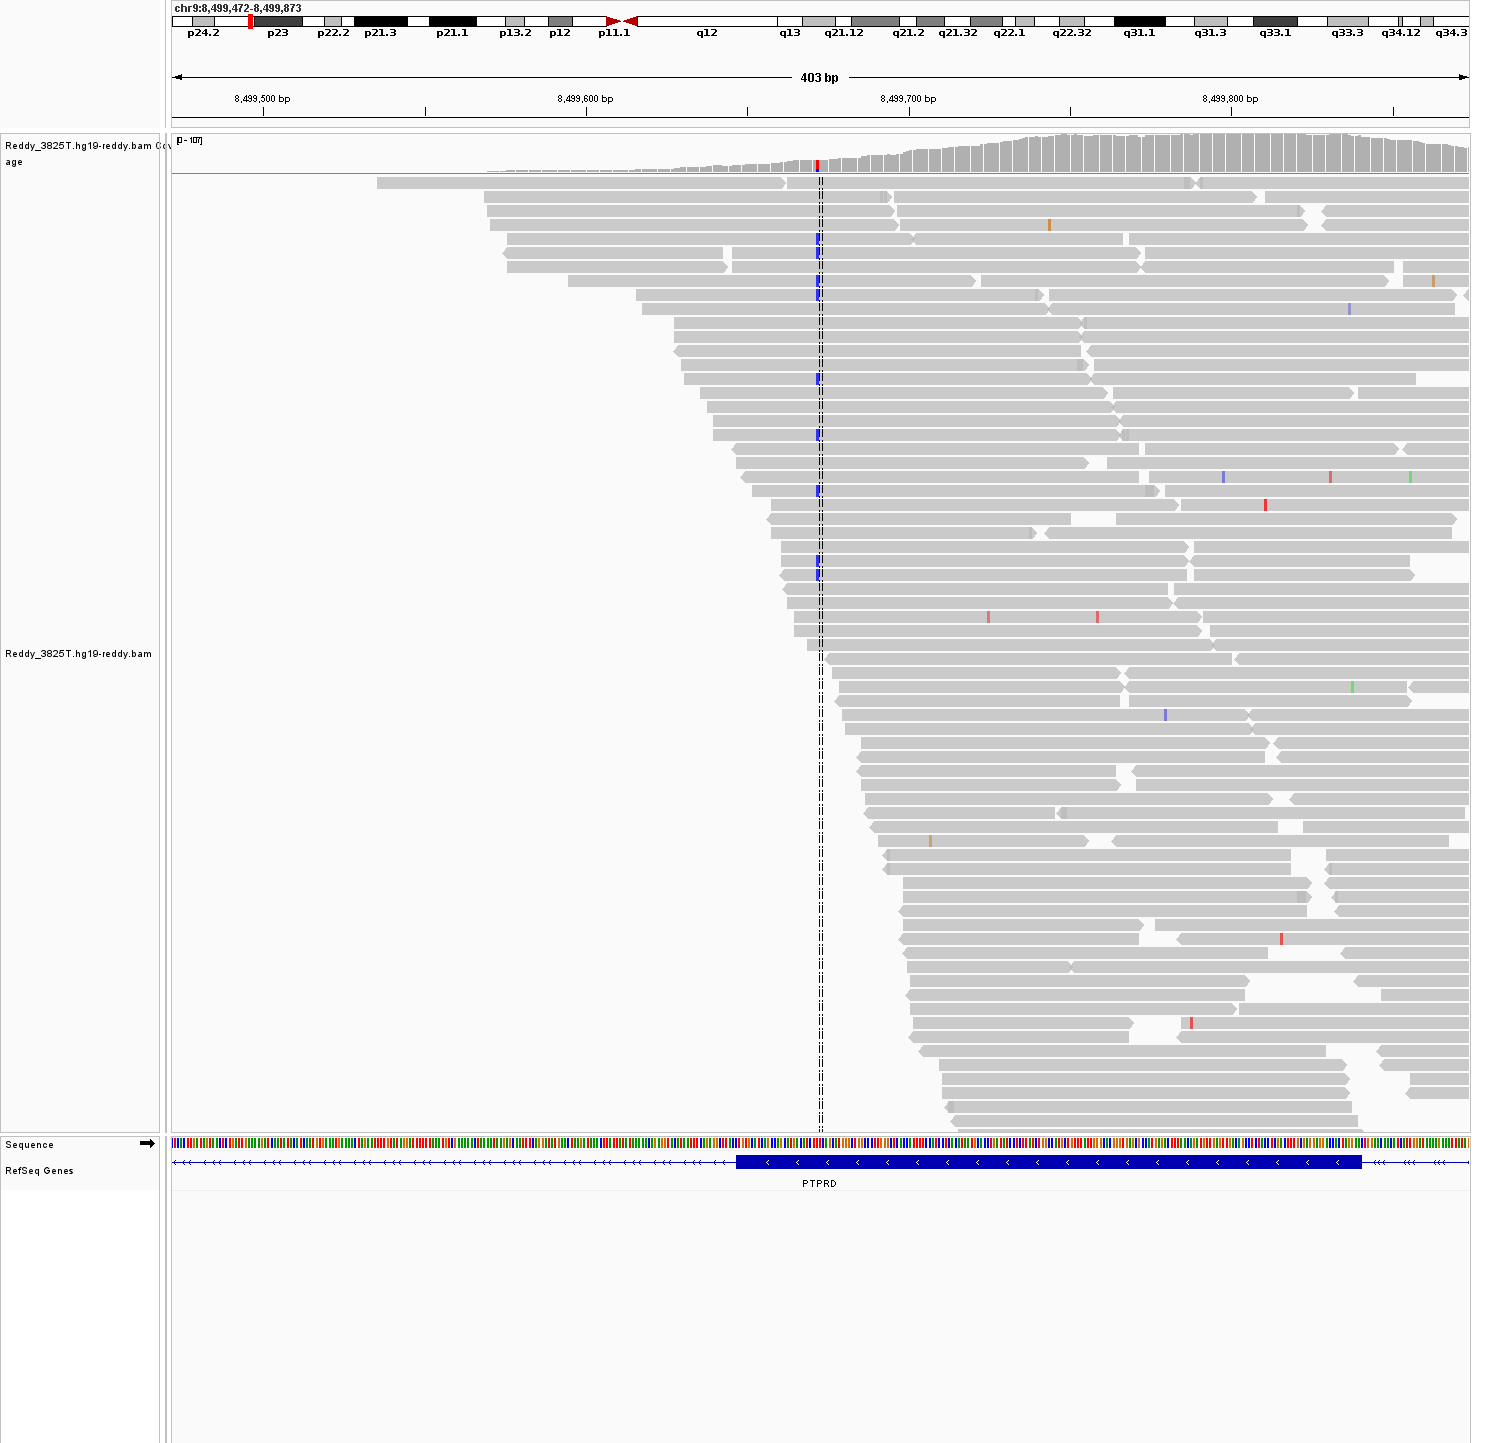 chr9:8,499,472-8,499,873
p24.2 p23 p22.2 p21.3 p21.1 p13.2 p12 p11.1 q12 q13 q21.12 q21.2 q21.32 q22.1 q22.32 q31.1 q31.3 q33.1 q33.3 q34.12 q34.3
403 bp
8,499,500 bp 8,499,600 bp 8,499,700 bp 8,499,800 bp
[0 - 107]
Reddy_3825T.hg19-reddy.bam Cov
age
Reddy_3825T.hg19-reddy.bam
Sequence
RefSeq Genes
PTPRD